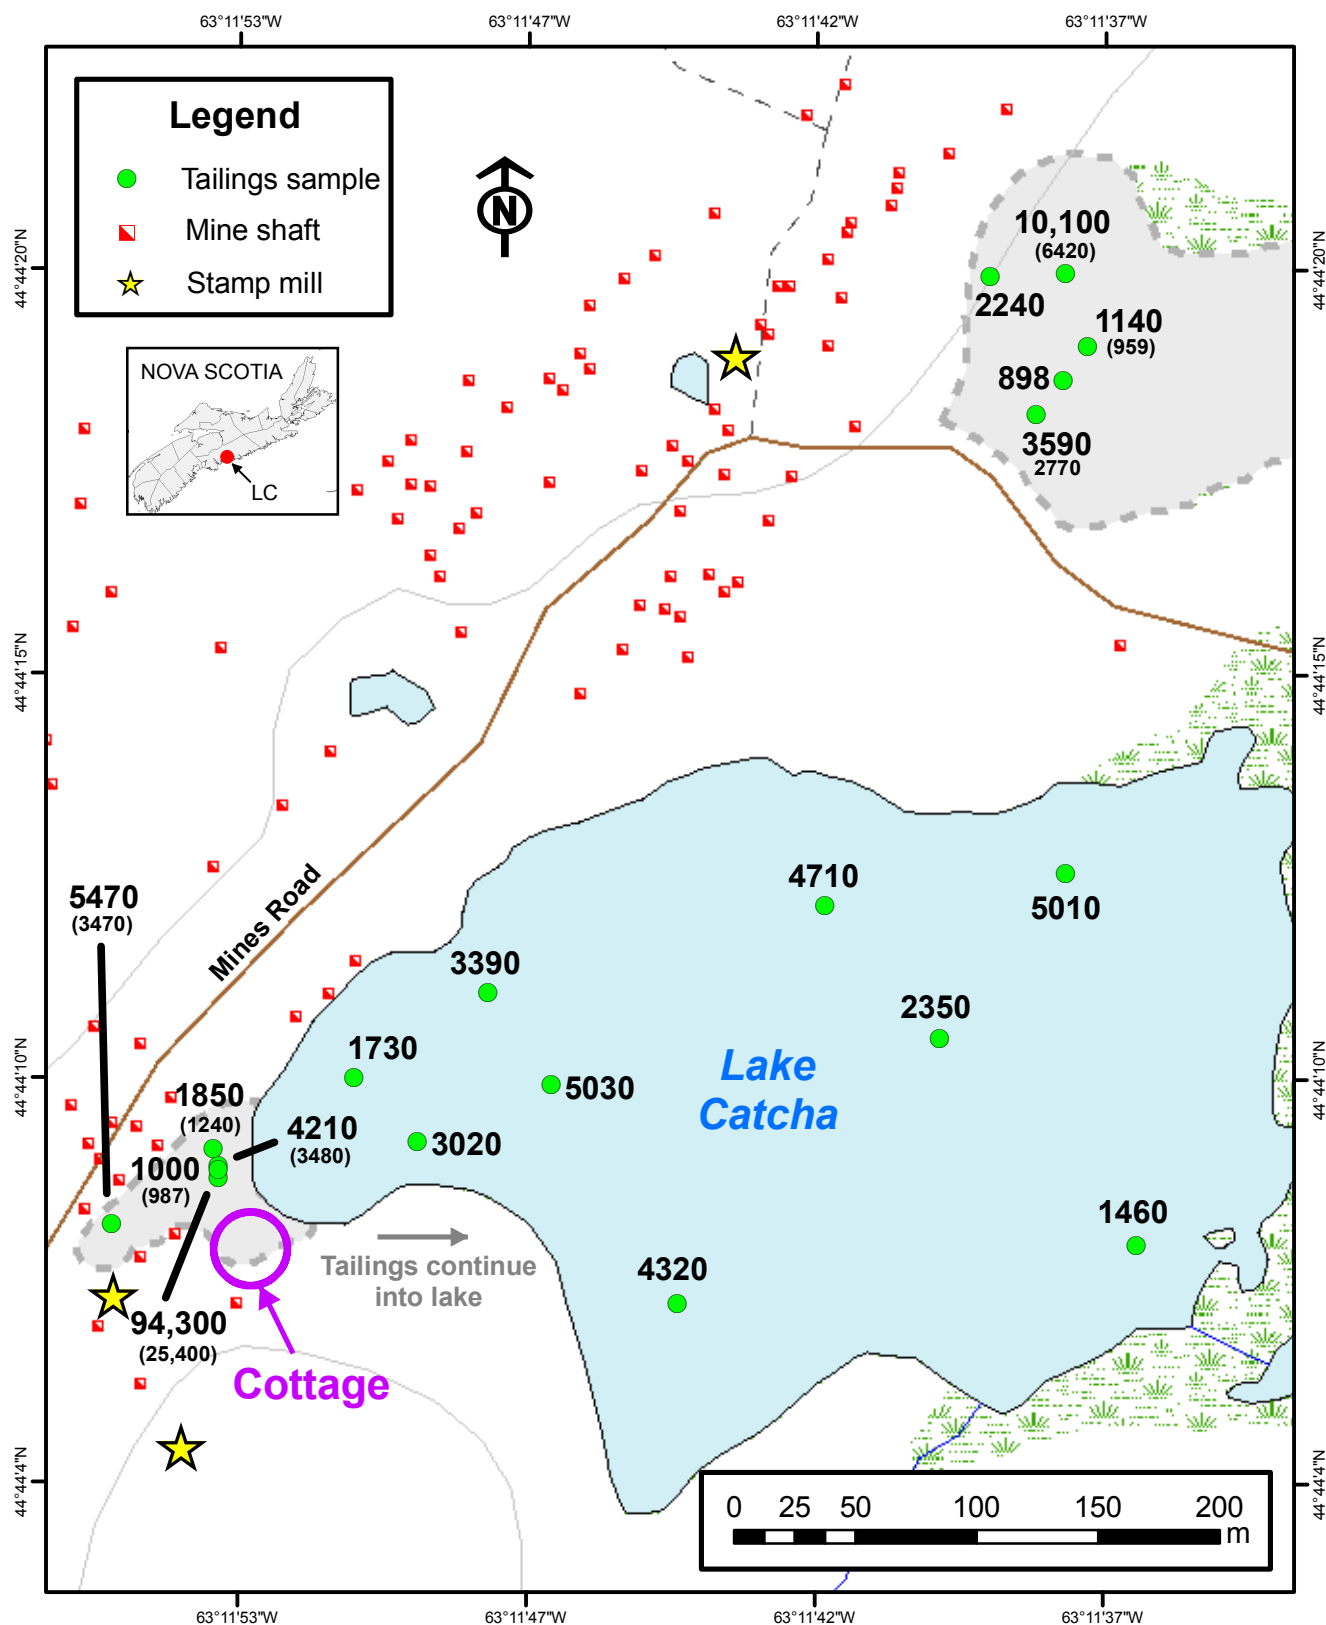 63°11'53"W
63°11'47"W
63°11'42"W
63°11'37"W
Legend
Tailings sample
Mine shaft
Stamp mill
N
NOVA SCOTIA
LC
44°44'20"N
44°44'20"N
10,100
(6420)
2240
1140
(959)
898
3590
2770
44°44'15"N
44°44'15"N
Mines Road
5470
(3470)
4710
5010
3390
2350
1730
Lake
Catcha
5030
44°44'10"N
44°44'10"N
1850
(1240)
4210
(3480)
3020
1000
(987)
1460
Tailings continue
into lake
4320
94,300
(25,400)
Cottage
44°44'4"N
44°44'4"N
0 25 50 100 150 200
m
63°11'53"W
63°11'47"W
63°11'42"W
63°11'37"W